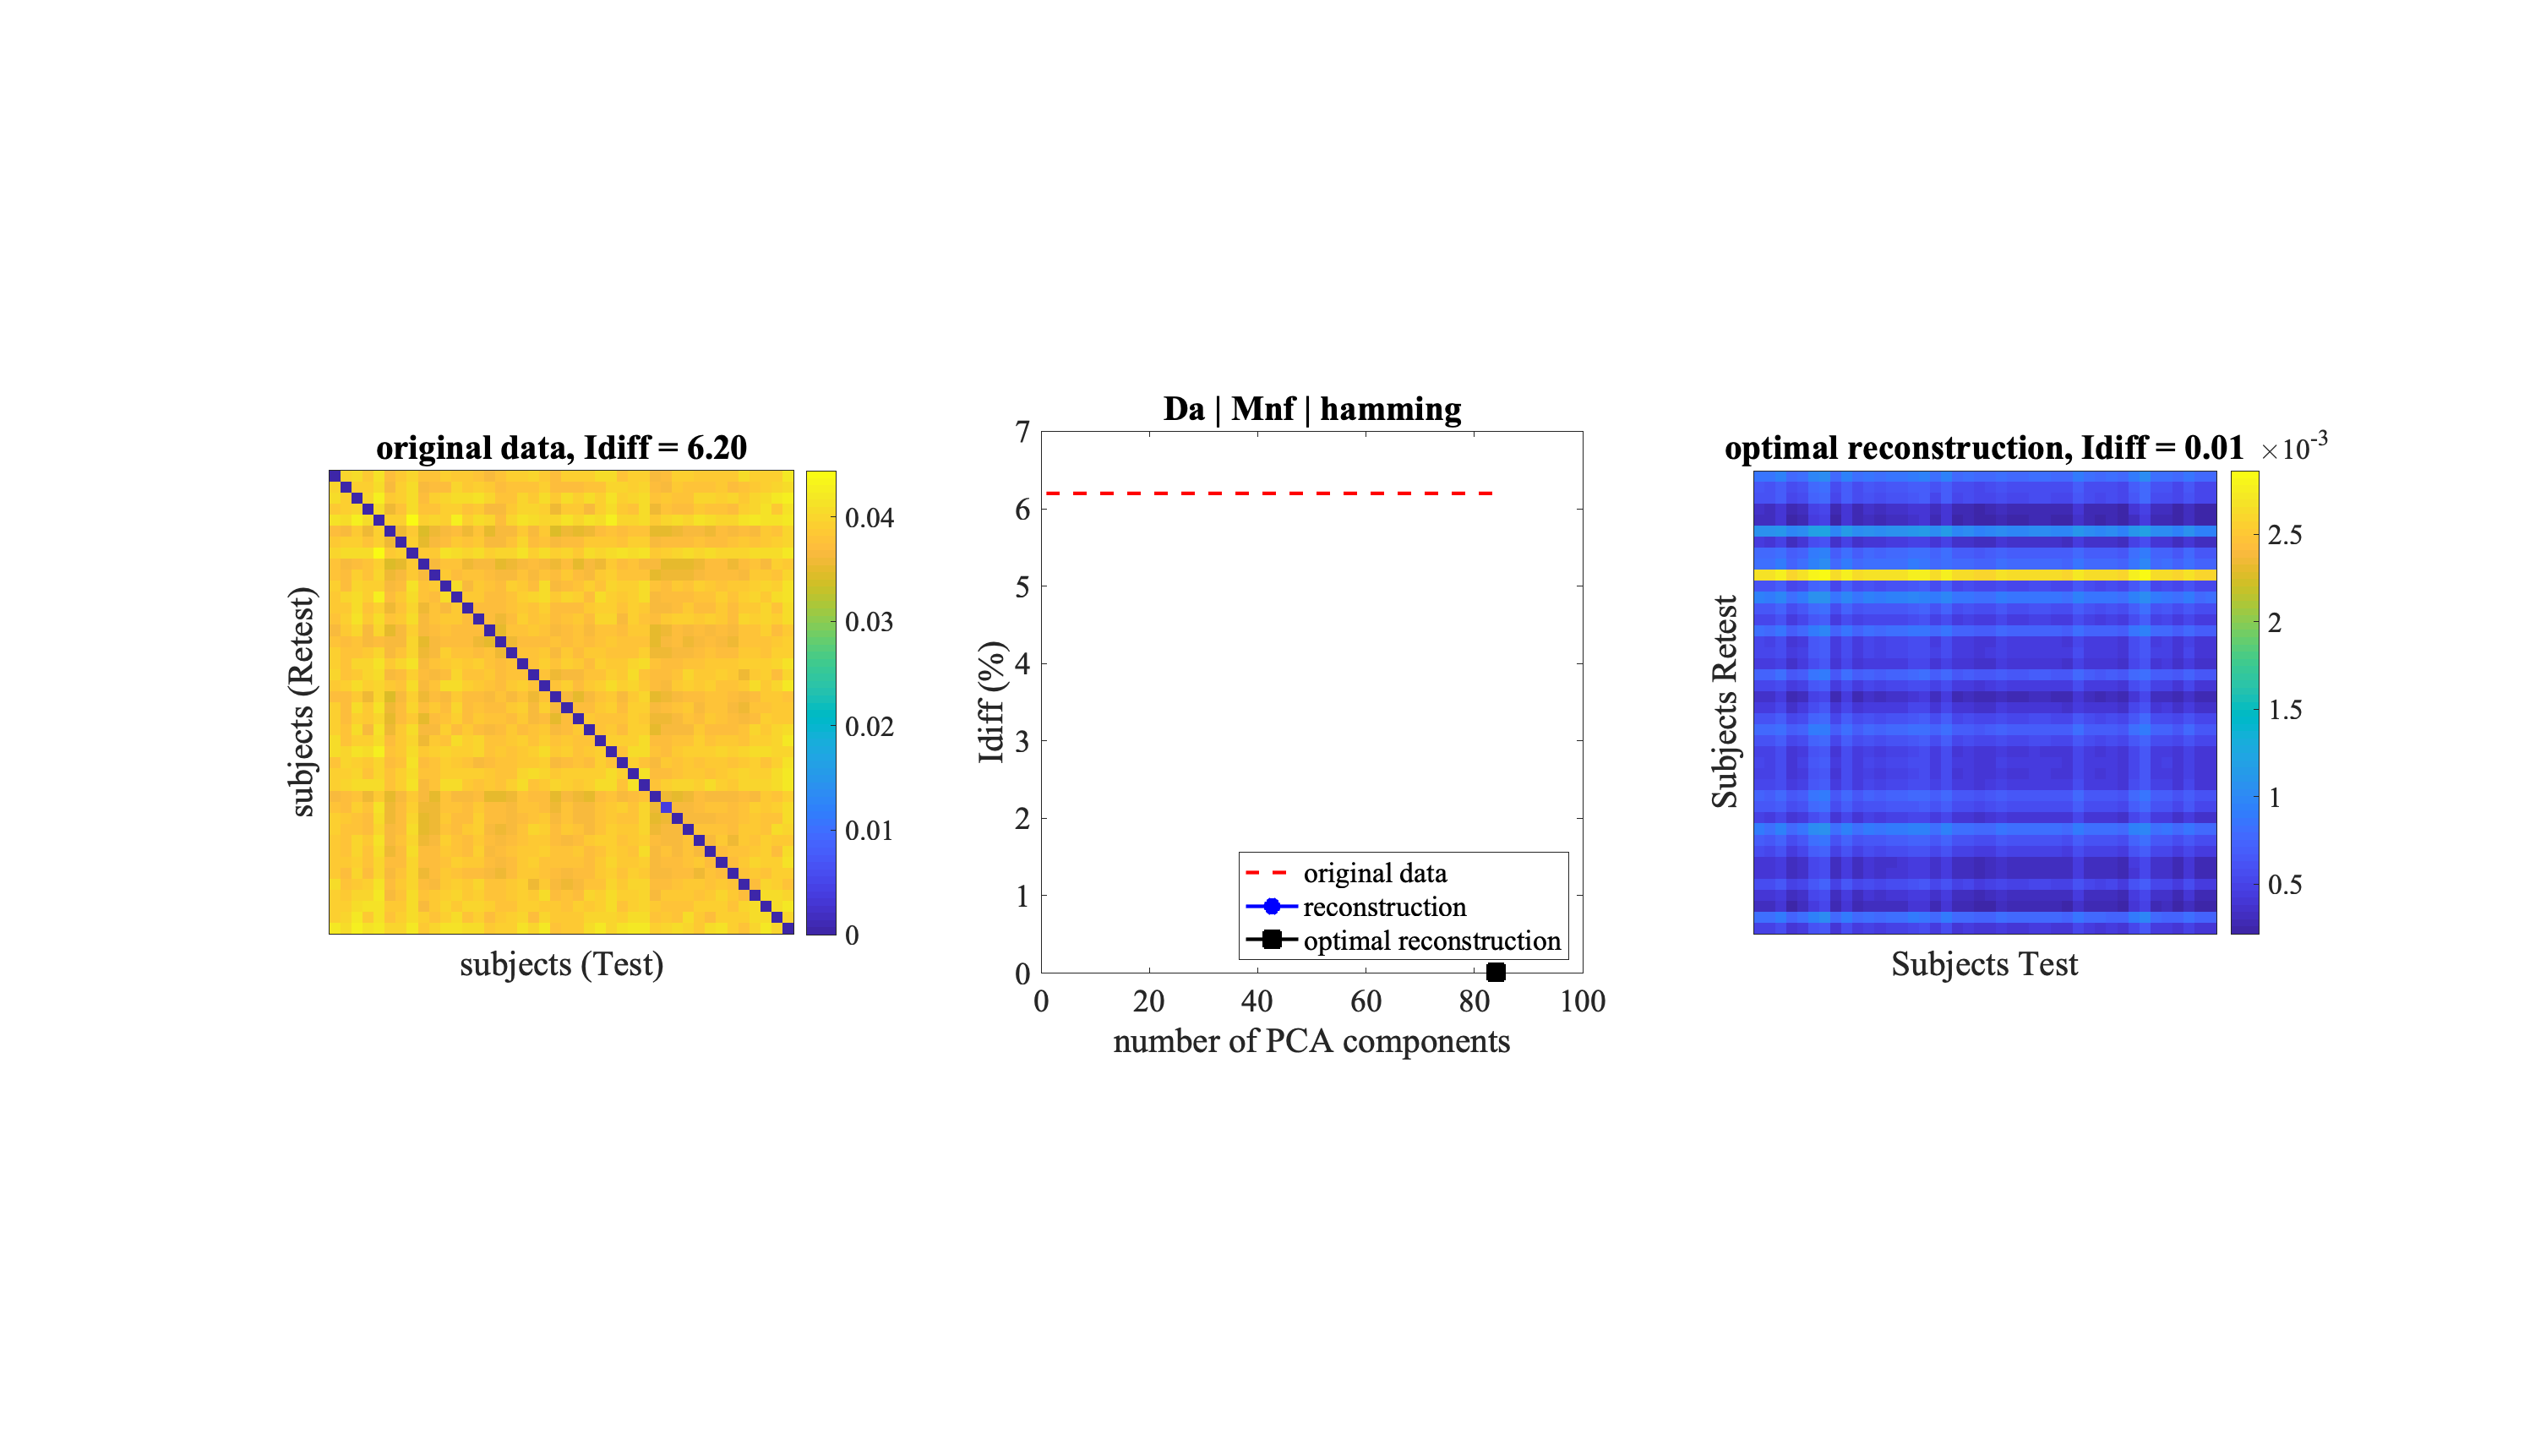 original data, Idiff = 6.20
0.04
0.03
0.02
0.01
0
subjects (Retest)
subjects (Test)
Da | Mnf | hamming
7
6
5
4
3
2
1
0
Idiff (%)
original data
reconstruction
optimal reconstruction
0 20 40 60 80 100
number of PCA components
optimal reconstruction, Idiff = 0.01 ×10-3
2.5
2
1.5
1
0.5
Subjects Retest
Subjects Test